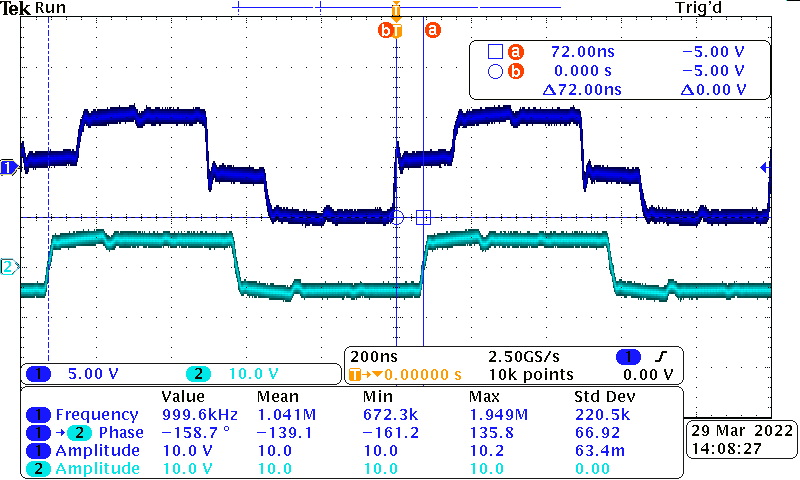 Tek Run Trig'd
T
b T a
a 72.00ns −5.00 V
b 0.000 s −5.00 V
Δ72.00ns Δ0.00 V
1
2
1 5.00 V 2 10.0 V
200ns 2.50GS/s 1
T→▼0.00000 s 10k points 0.00 V
Value Mean Min Max Std Dev
1 Frequency 999.6kHz 1.041M 672.3k 1.949M 220.5k
1 → 2 Phase −158.7 ° −139.1 −161.2 135.8 66.92
1 Amplitude 10.0 V 10.0 10.0 10.2 63.4m
2 Amplitude 10.0 V 10.0 10.0 10.0 0.00
29 Mar 2022
14:08:27